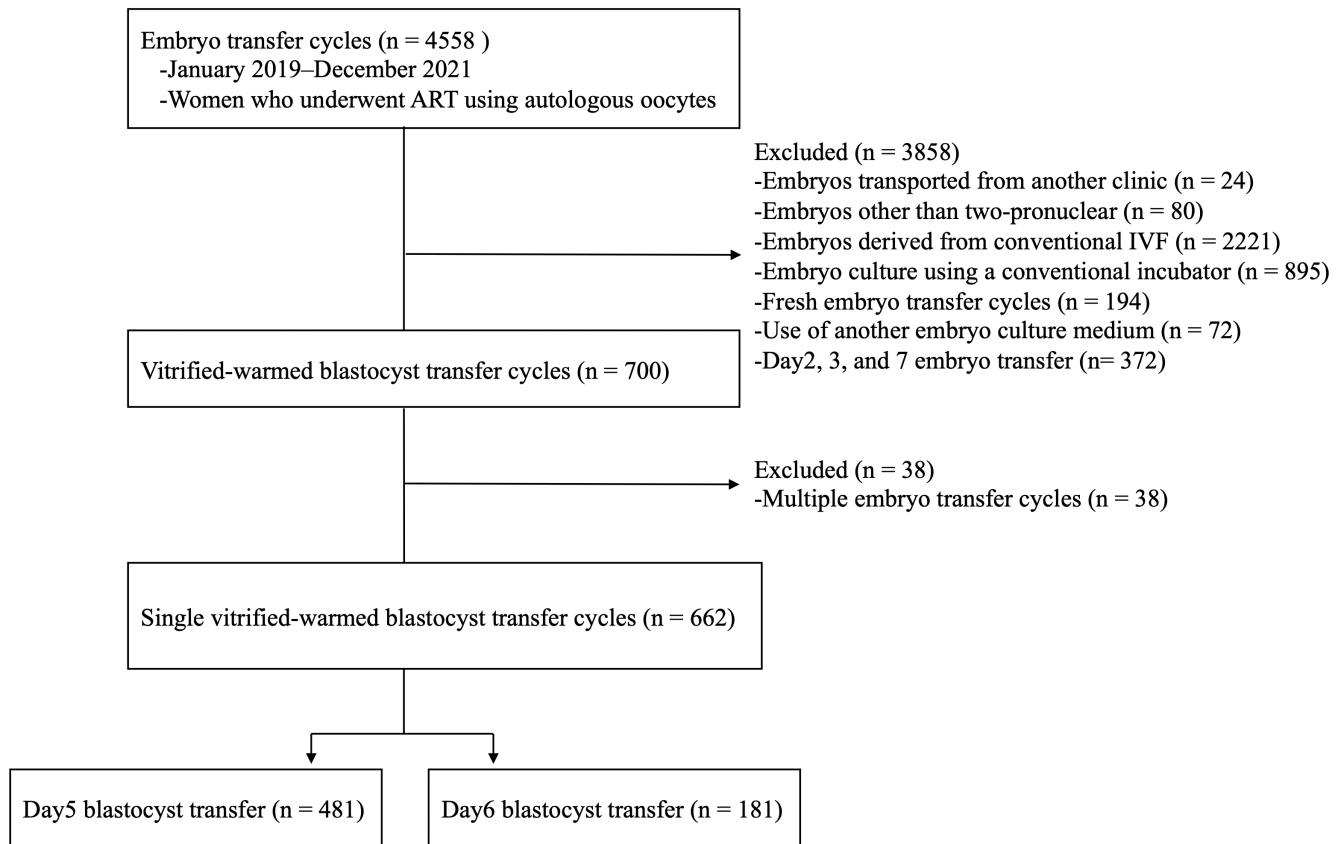 Embryo transfer cycles (n = 4558 )
-January 2019–December 2021
-Women who underwent ART using autologous oocytes
Excluded (n = 3858)
-Embryos transported from another clinic (n = 24)
-Embryos other than two-pronuclear (n = 80)
-Embryos derived from conventional IVF (n = 2221)
-Embryo culture using a conventional incubator (n = 895)
-Fresh embryo transfer cycles (n = 194)
-Use of another embryo culture medium (n = 72)
-Day2, 3, and 7 embryo transfer (n= 372)
Vitrified-warmed blastocyst transfer cycles (n = 700)
Excluded (n = 38)
-Multiple embryo transfer cycles (n = 38)
Single vitrified-warmed blastocyst transfer cycles (n = 662)
Day5 blastocyst transfer (n = 481)
Day6 blastocyst transfer (n = 181)